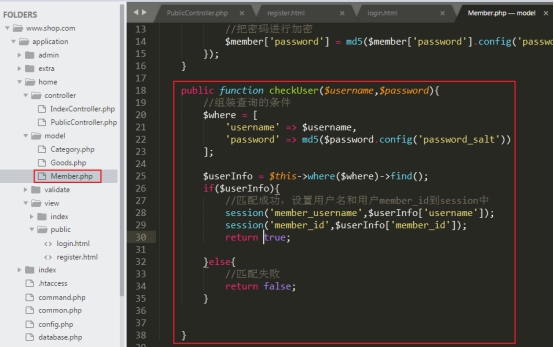 FOLDERS
www.shop.com
application
admin
extra
home
controller
IndexController.php
PublicController.php
model
Category.php
Goods.php
Member.php
validate
view
index
public
login.html
register.html
index
.htaccess
command.php
common.php
config.php
database.php
PublicController.php × register.html × login.html × Member.php — model
13 //把密码进行加密
14 $member['password'] = md5($member['password'].config('passwo
15 });
16 }
17
18 public function checkUser($username,$password){
19 //组装查询的条件
20 $where = [
21 'username' => $username,
22 'password' => md5($password.config('password_salt'))
23 ];
24
25 $userInfo = $this->where($where)->find();
26 if($userInfo){
27 //匹配成功，设置用户名和用户member_id到session中
28 session('member_username',$userInfo['username']);
29 session('member_id',$userInfo['member_id']);
30 return true;
31
32 }else{
33 //匹配失败
34 return false;
35 }
36
37
38 }